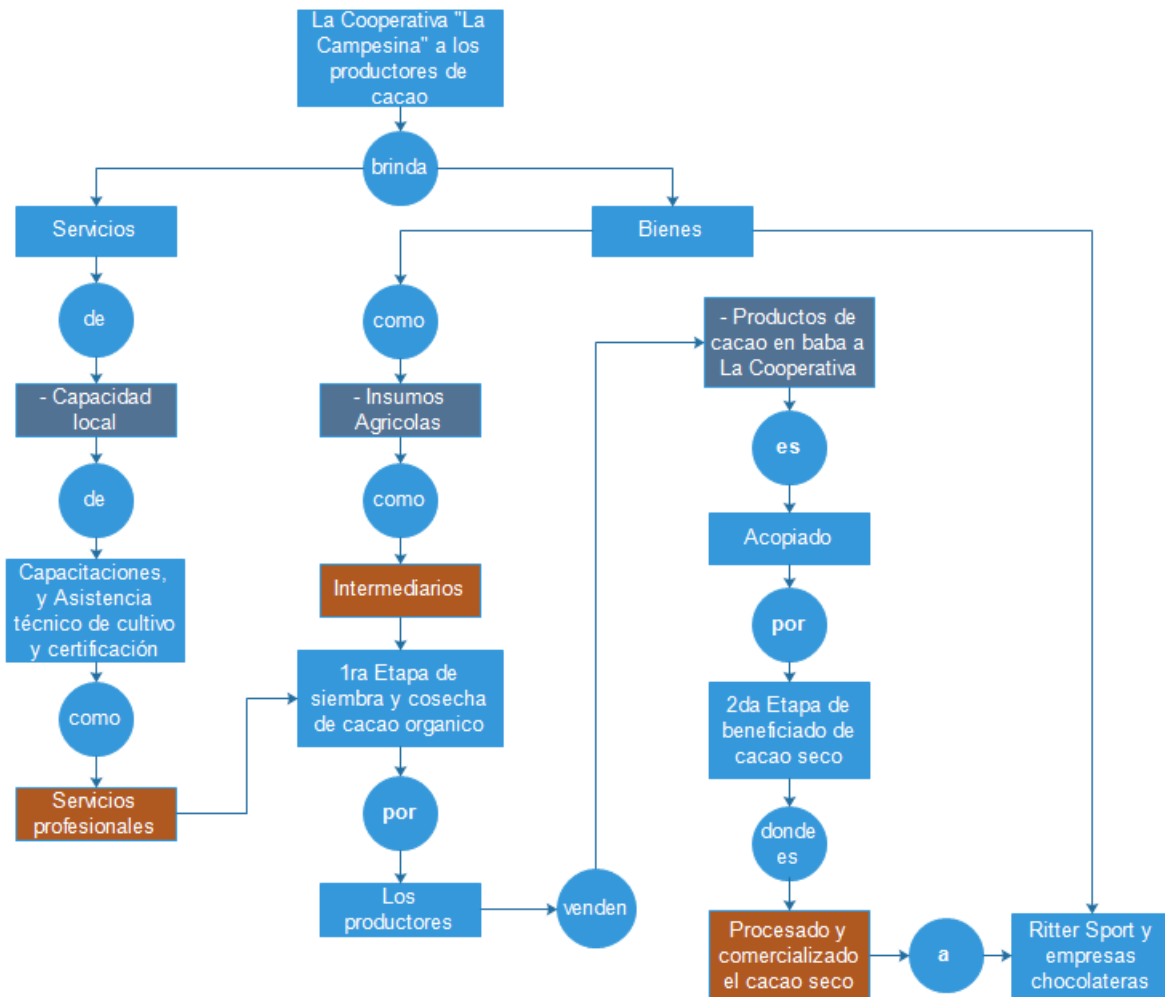 La Cooperativa "La
Campesina" a los
productores de
cacao
brinda
Servicios
Bienes
de
como
- Productos de
cacao en baba a
La Cooperativa
- Capacidad
local
- Insumos
Agricolas
es
de
como
Acopiado
Capacitaciones,
y Asistencia
técnico de cultivo
y certificación
Intermediarios
por
1ra Etapa de
siembra y cosecha
de cacao organico
2da Etapa de
beneficiado de
cacao seco
como
Servicios
profesionales
por
donde
es
Los
productores
venden
Procesado y
comercializado
el cacao seco
a
Ritter Sport y
empresas
chocolateras